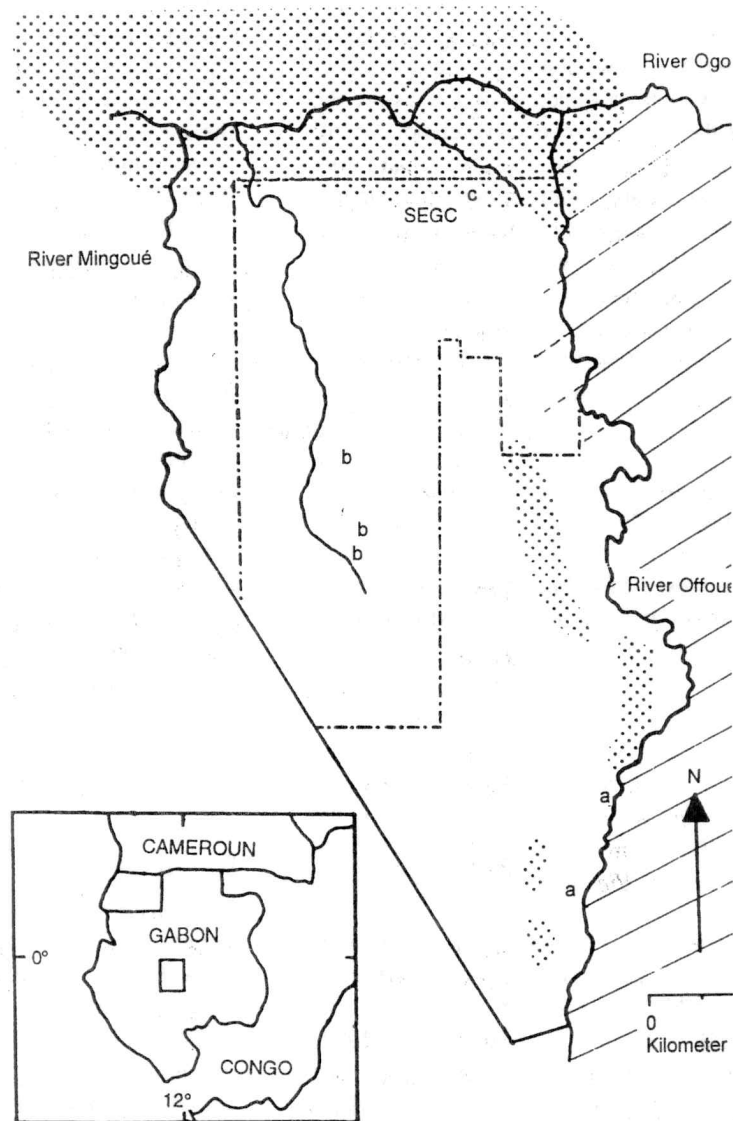 River Ogo
c
SEGC
River Mingoué
b
b
b
River Offoue
a
N
a
CAMEROUN
GABON
0°
0
Kilometer
CONGO
12°